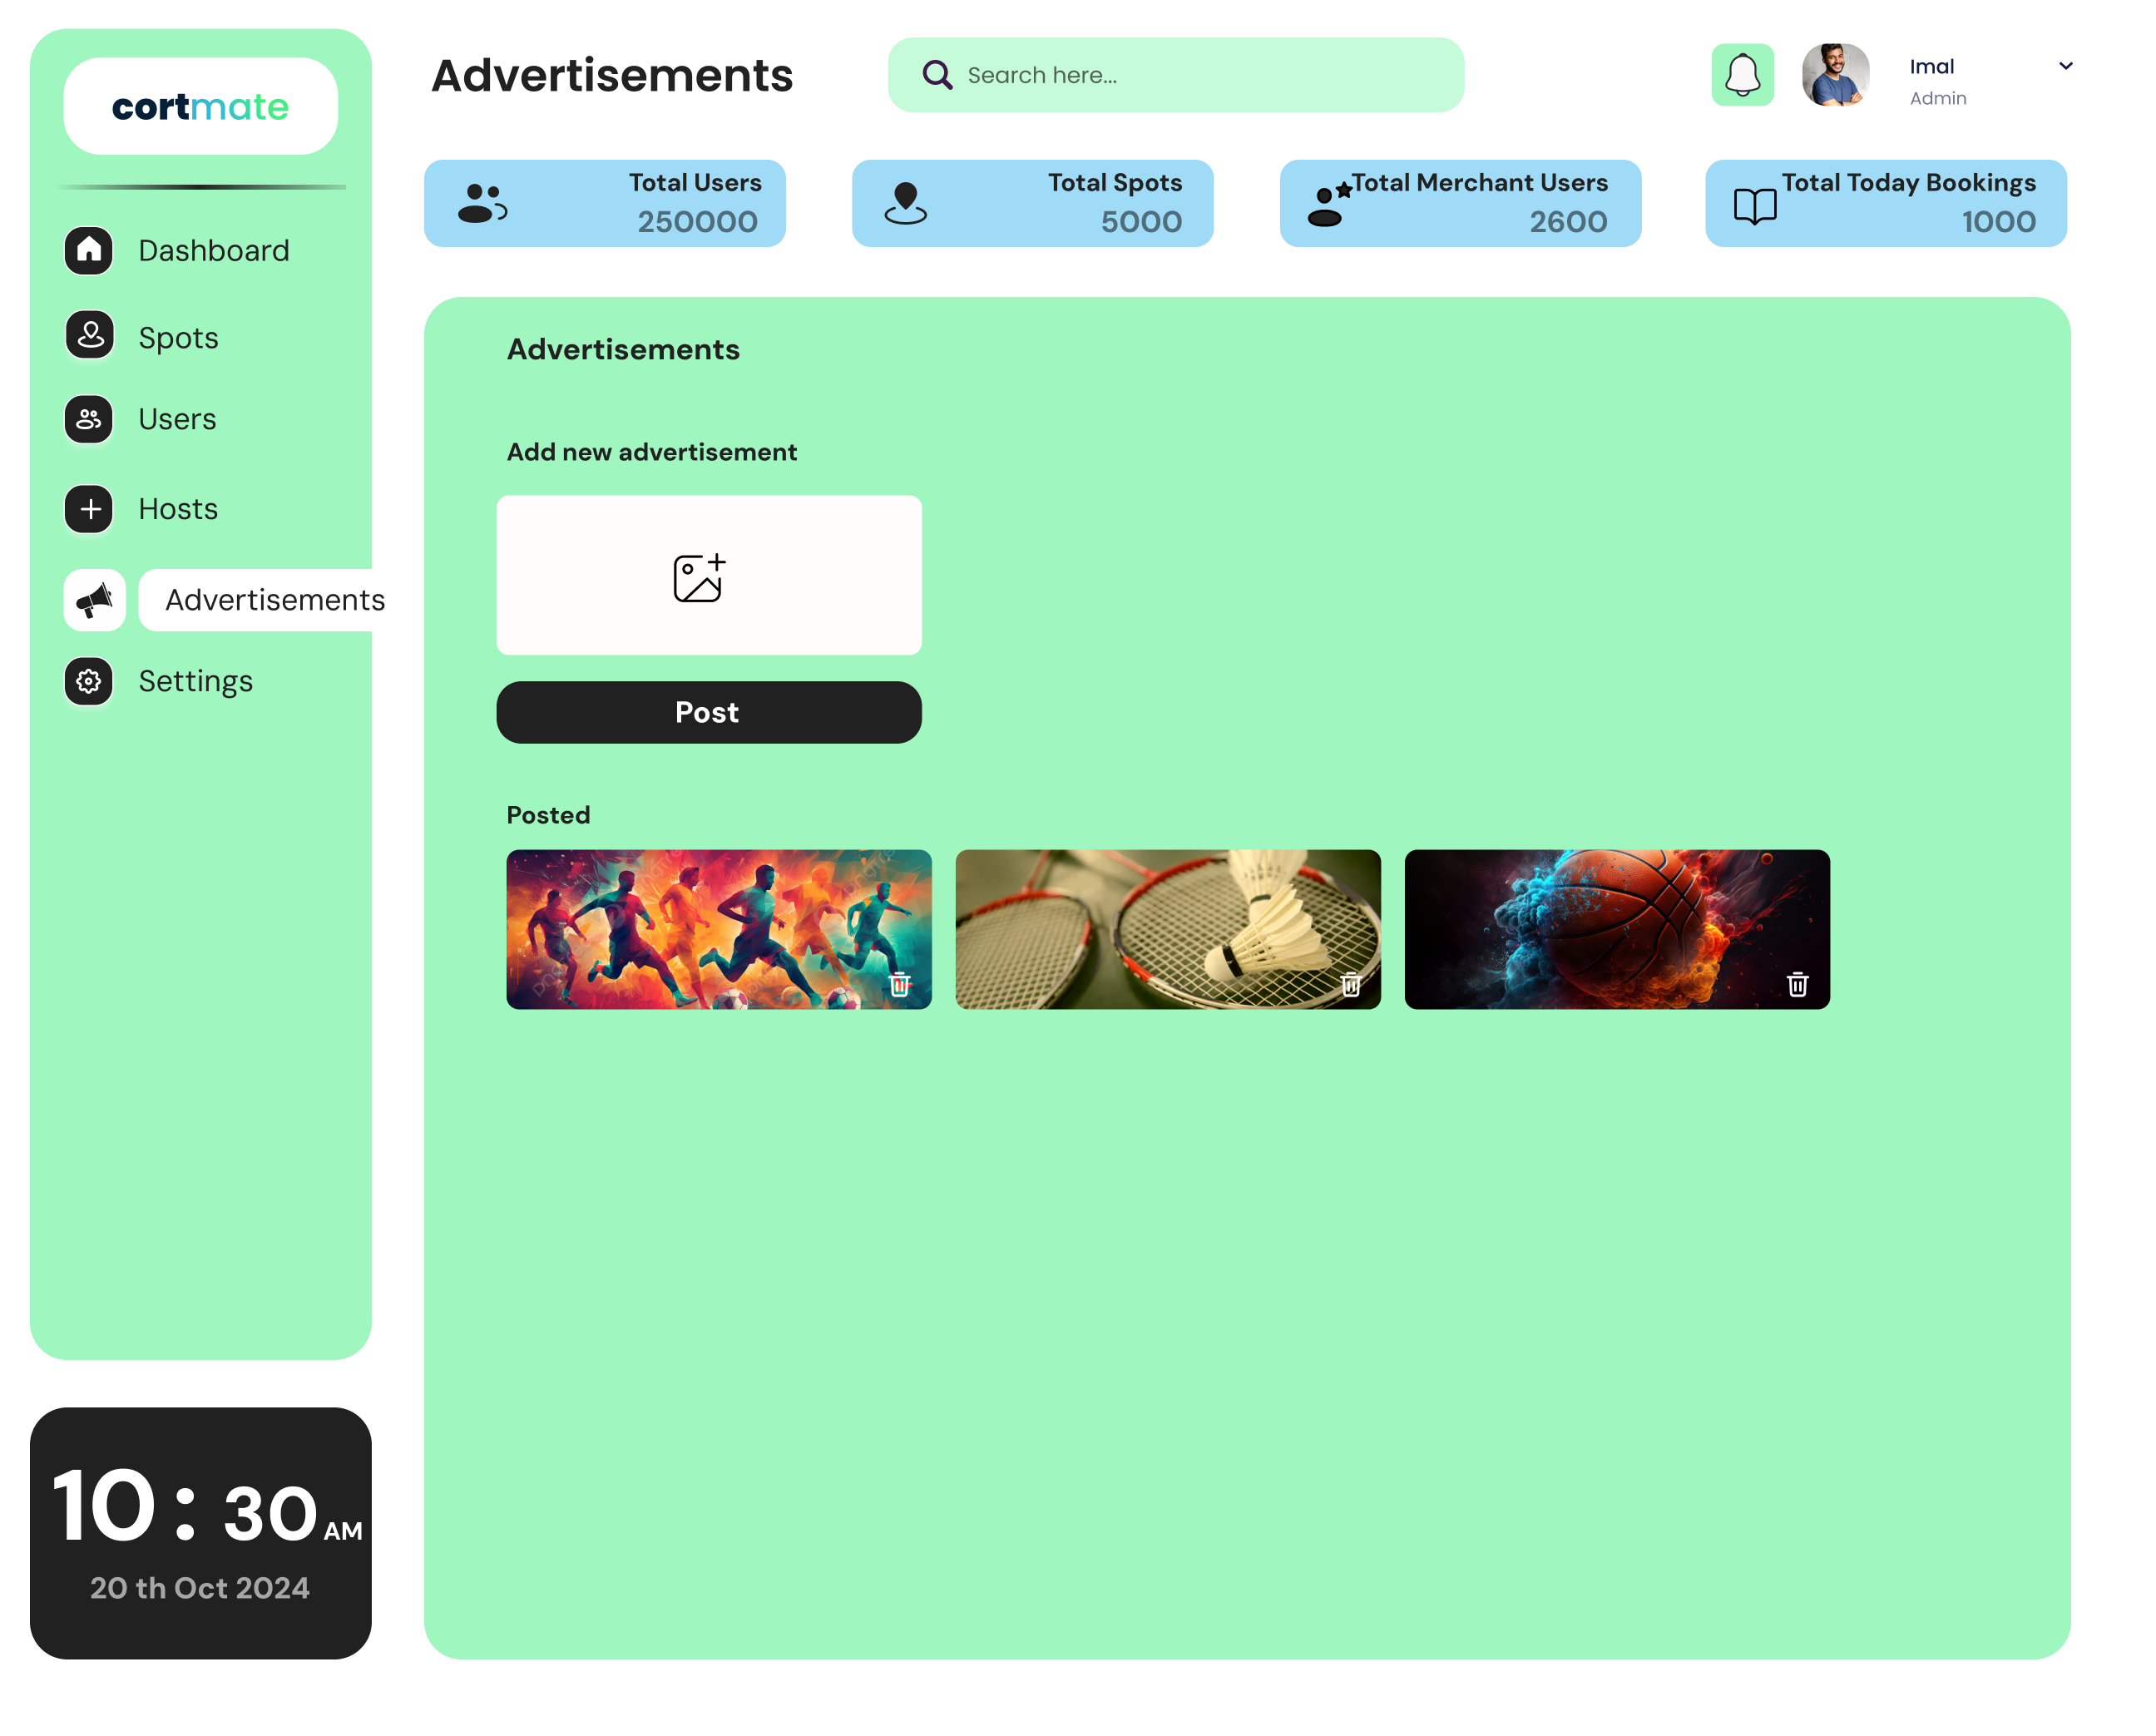 cortmate
Advertisements
Search here...
Imal
Admin
Total Users
250000
Total Spots
5000
Total Merchant Users
2600
Total Today Bookings
1000
Dashboard
Spots
Users
Hosts
Advertisements
Settings
Advertisements
Add new advertisement
Post
Posted
10 : 30 AM
20 th Oct 2024